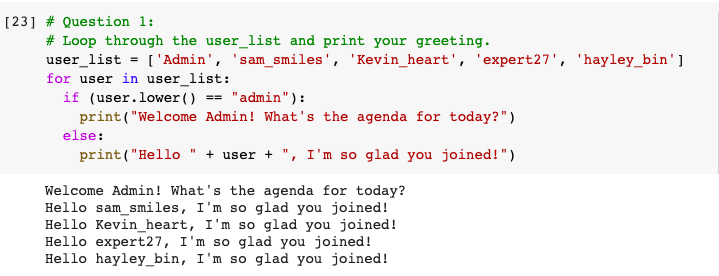 [23] # Question 1:
# Loop through the user_list and print your greeting.
user_list = ['Admin', 'sam_smiles', 'Kevin_heart', 'expert27', 'hayley_bin']
for user in user_list:
  if (user.lower() == "admin"):
    print("Welcome Admin! What's the agenda for today?")
  else:
    print("Hello " + user + ", I'm so glad you joined!")
Welcome Admin! What's the agenda for today?
Hello sam_smiles, I'm so glad you joined!
Hello Kevin_heart, I'm so glad you joined!
Hello expert27, I'm so glad you joined!
Hello hayley_bin, I'm so glad you joined!